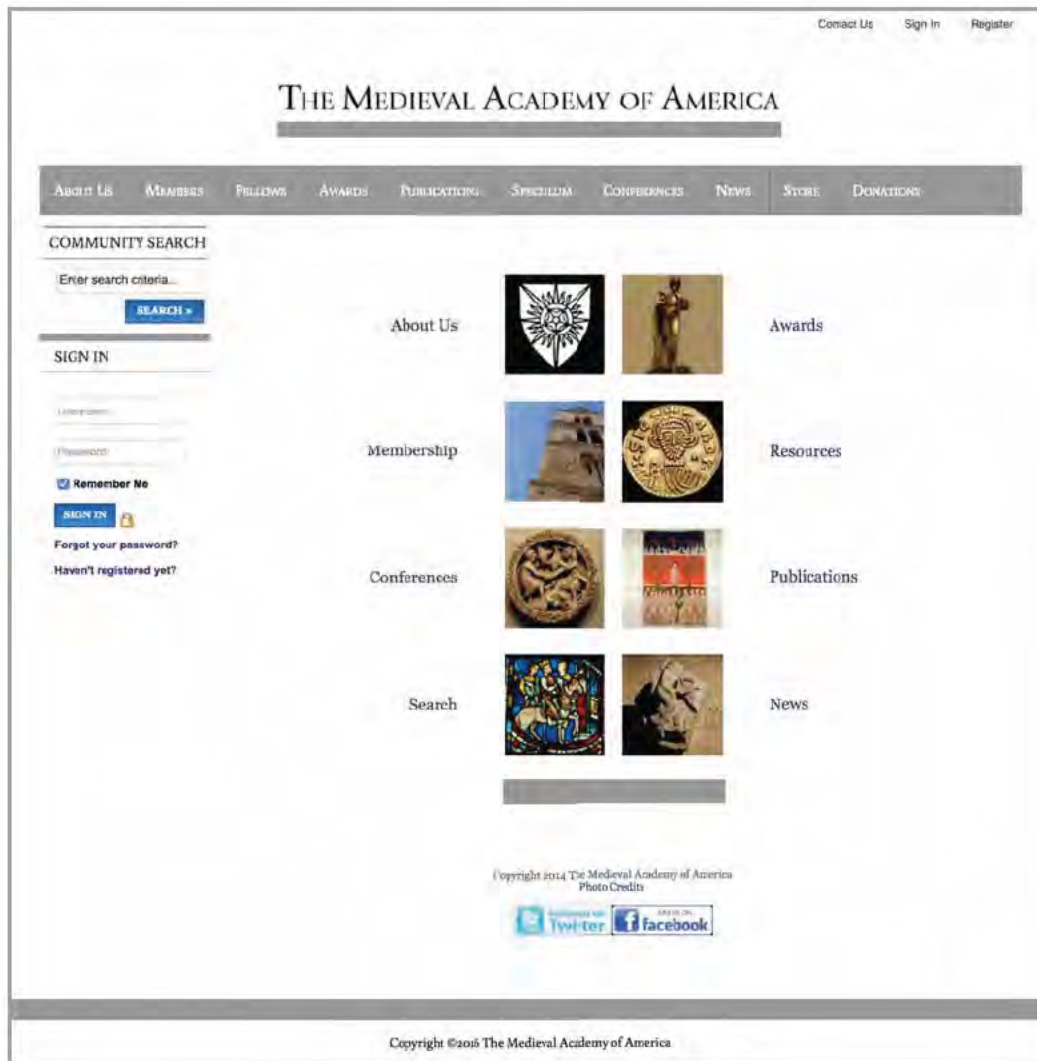 Contact Us Sign In Register
THE MEDIEVAL ACADEMY OF AMERICA
ABOUT US MEMBERS FELLOWS AWARDS PUBLICATIONS SPECULUM CONFERENCES NEWS STORE DONATIONS
COMMUNITY SEARCH
Enter search criteria...
SEARCH »
SIGN IN
Username
Password
Remember Me
SIGN IN
Forgot your password?
Haven't registered yet?
About Us
Awards
Membership
Resources
Conferences
Publications
Search
News
Copyright 2014 The Medieval Academy of America
Photo Credits
Twitter
facebook
Copyright ©2016 The Medieval Academy of America